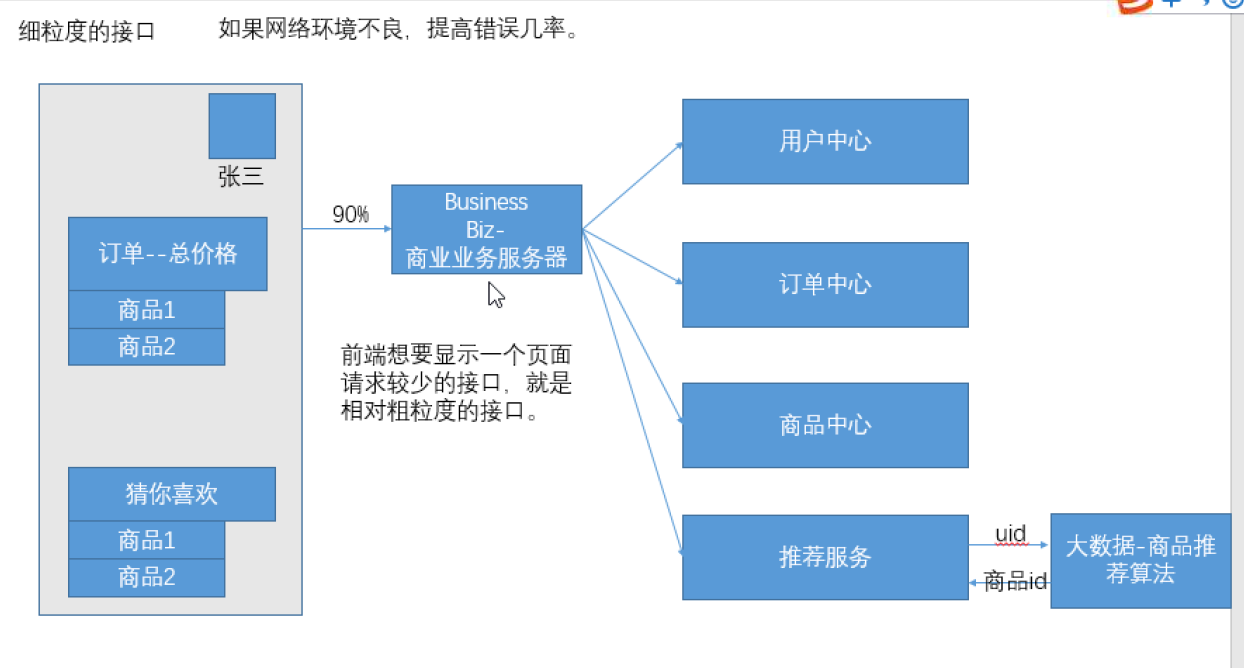 细粒度的接口
如果网络环境不良，提高错误几率。
张三
订单--总价格
商品1
商品2
猜你喜欢
商品1
商品2
90%
Business
Biz-
商业业务服务器
前端想要显示一个页面
请求较少的接口，就是
相对粗粒度的接口。
用户中心
订单中心
商品中心
推荐服务
uid
商品id
大数据-商品推
荐算法